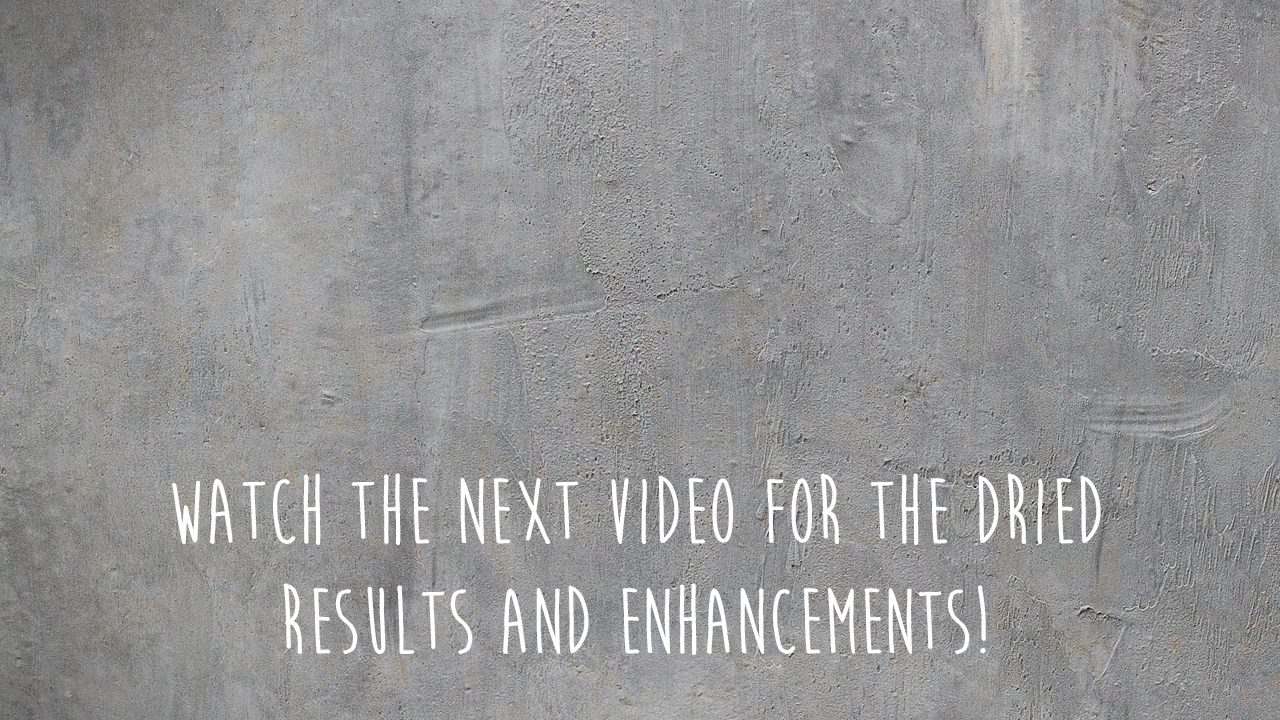 WATCH THE NEXT VIDEO FOR THE DRIED
RESULTS AND ENHANCEMENTS!